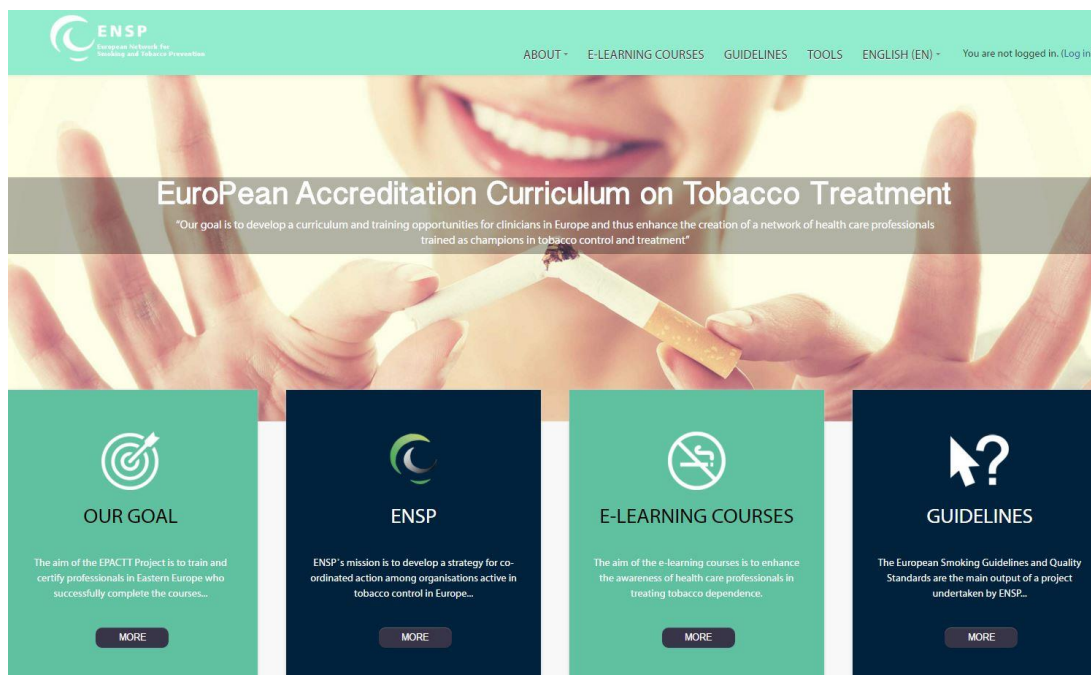 ENSP
European Network for
Smoking and Tobacco Prevention
ABOUT
E-LEARNING COURSES
GUIDELINES
TOOLS
ENGLISH (EN)
You are not logged in. (Log in
EuroPean Accreditation Curriculum on Tobacco Treatment
"Our goal is to develop a curriculum and training opportunities for clinicians in Europe and thus enhance the creation of a network of health care professionals
trained as champions in tobacco control and treatment"
OUR GOAL
The aim of the EPACTT Project is to train and
certify professionals in Eastern Europe who
successfully complete the courses...
MORE
ENSP
ENSP's mission is to develop a strategy for co-
ordinated action among organisations active in
tobacco control in Europe...
MORE
E-LEARNING COURSES
The aim of the e-learning courses is to enhance
the awareness of health care professionals in
treating tobacco dependence.
MORE
GUIDELINES
The European Smoking Guidelines and Quality
Standards are the main output of a project
undertaken by ENSP...
MORE